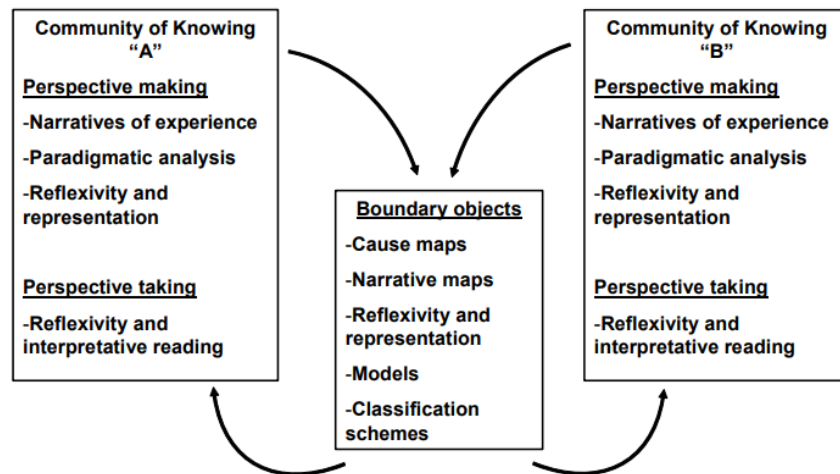 Community of Knowing
“A”
Perspective making
-Narratives of experience
-Paradigmatic analysis
-Reflexivity and
representation
Perspective taking
-Reflexivity and
interpretative reading
Boundary objects
-Cause maps
-Narrative maps
-Reflexivity and
representation
-Models
-Classification
schemes
Community of Knowing
“B”
Perspective making
-Narratives of experience
-Paradigmatic analysis
-Reflexivity and
representation
Perspective taking
-Reflexivity and
interpretative reading